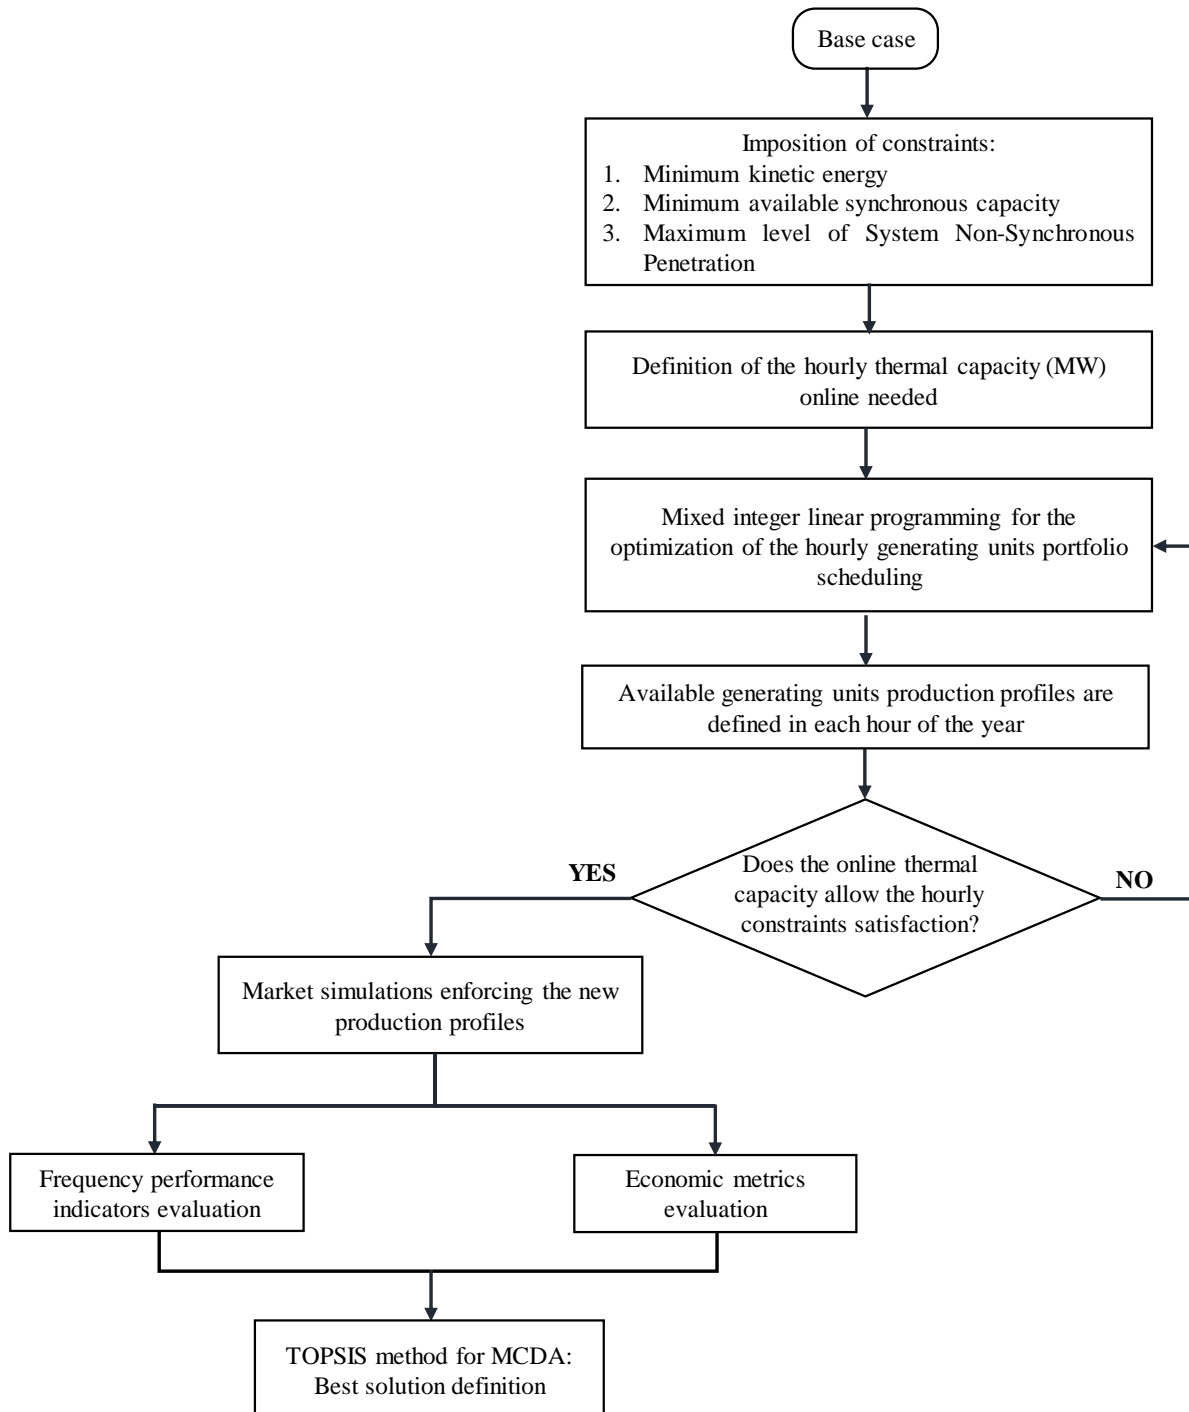 Base case
Imposition of constraints:
1. Minimum kinetic energy
2. Minimum available synchronous capacity
3. Maximum level of System Non-Synchronous
Penetration
Definition of the hourly thermal capacity (MW)
online needed
Mixed integer linear programming for the
optimization of the hourly generating units portfolio
scheduling
Available generating units production profiles are
defined in each hour of the year
Does the online thermal
capacity allow the hourly
constraints satisfaction?
YES
NO
Market simulations enforcing the new
production profiles
Frequency performance
indicators evaluation
Economic metrics
evaluation
TOPSIS method for MCDA:
Best solution definition